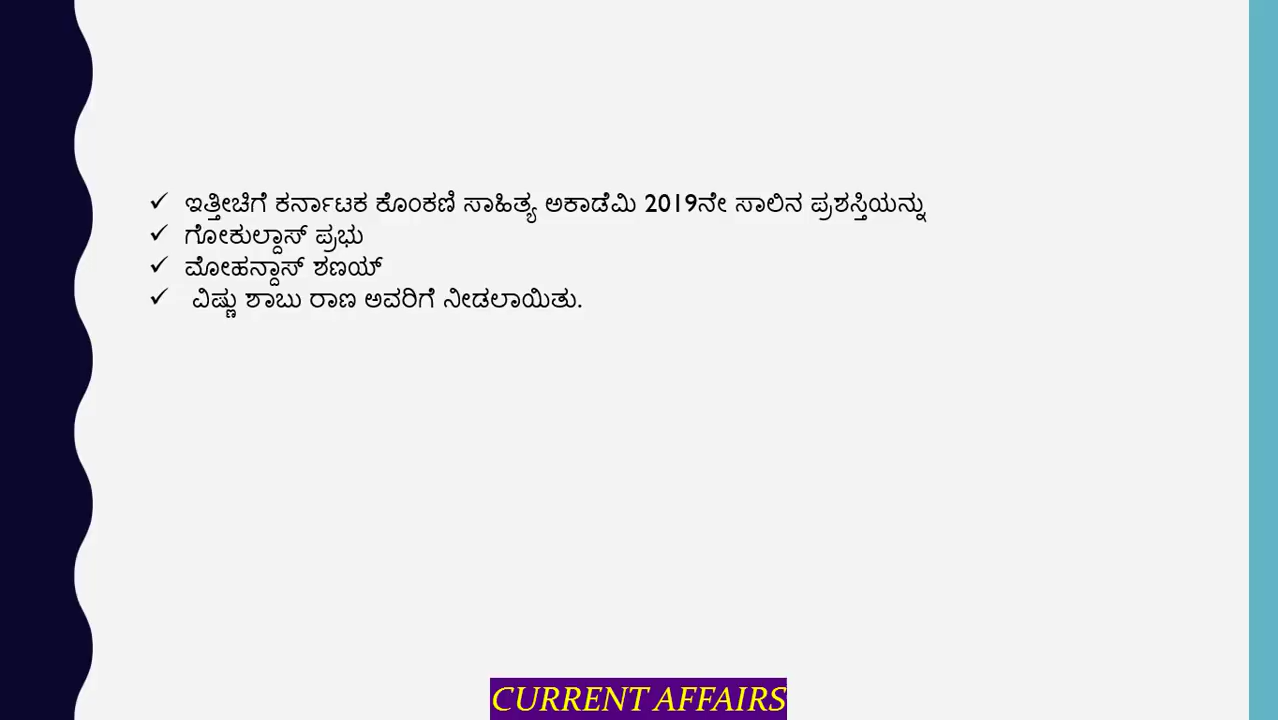 ✓ ಇತ್ತೀಚಿಗೆ ಕರ್ನಾಟಕ ಕೊಂಕಣಿ ಸಾಹಿತ್ಯ ಅಕಾಡೆಮಿ 2019ನೇ ಸಾಲಿನ ಪ್ರಶಸ್ತಿಯನ್ನು
✓ ಗೋಕುಲ್ದಾಸ್ ಪ್ರಭು
✓ ಮೋಹನ್ದಾಸ್ ಶಣಯ್
✓ ವಿಷ್ಣು ಶಾಬು ರಾಣ ಅವರಿಗೆ ನೀಡಲಾಯಿತು.
CURRENT AFFAIRS